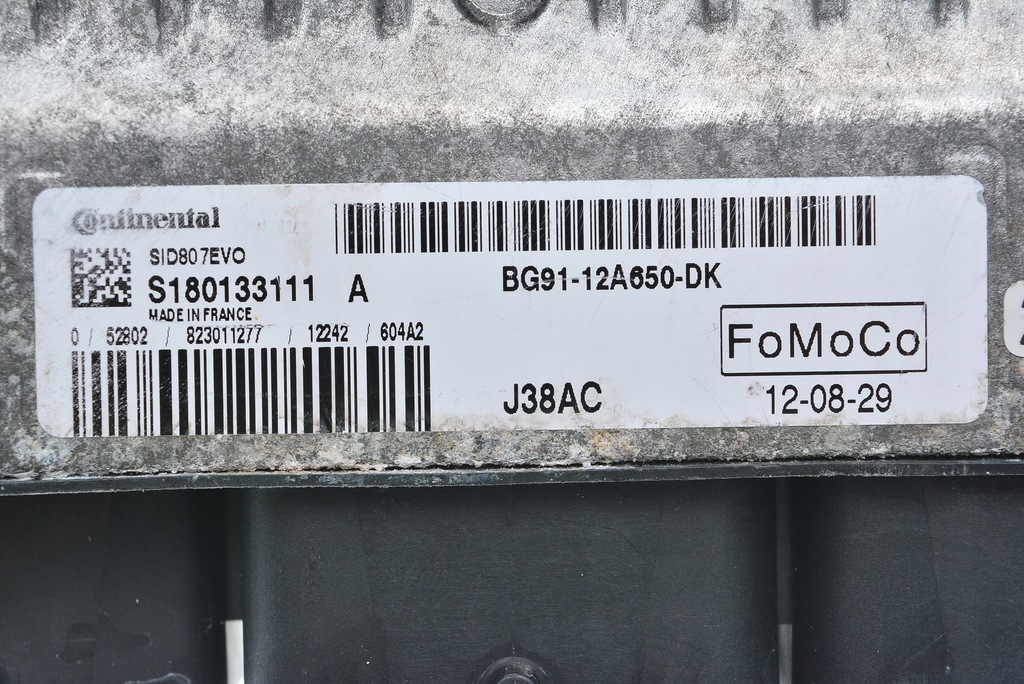 Continental
SID807EVO
S180133111 A
MADE IN FRANCE
0 / 52802 / 823011277 / 12242 / 604A2
BG91-12A650-DK
FoMoCo
J38AC
12-08-29